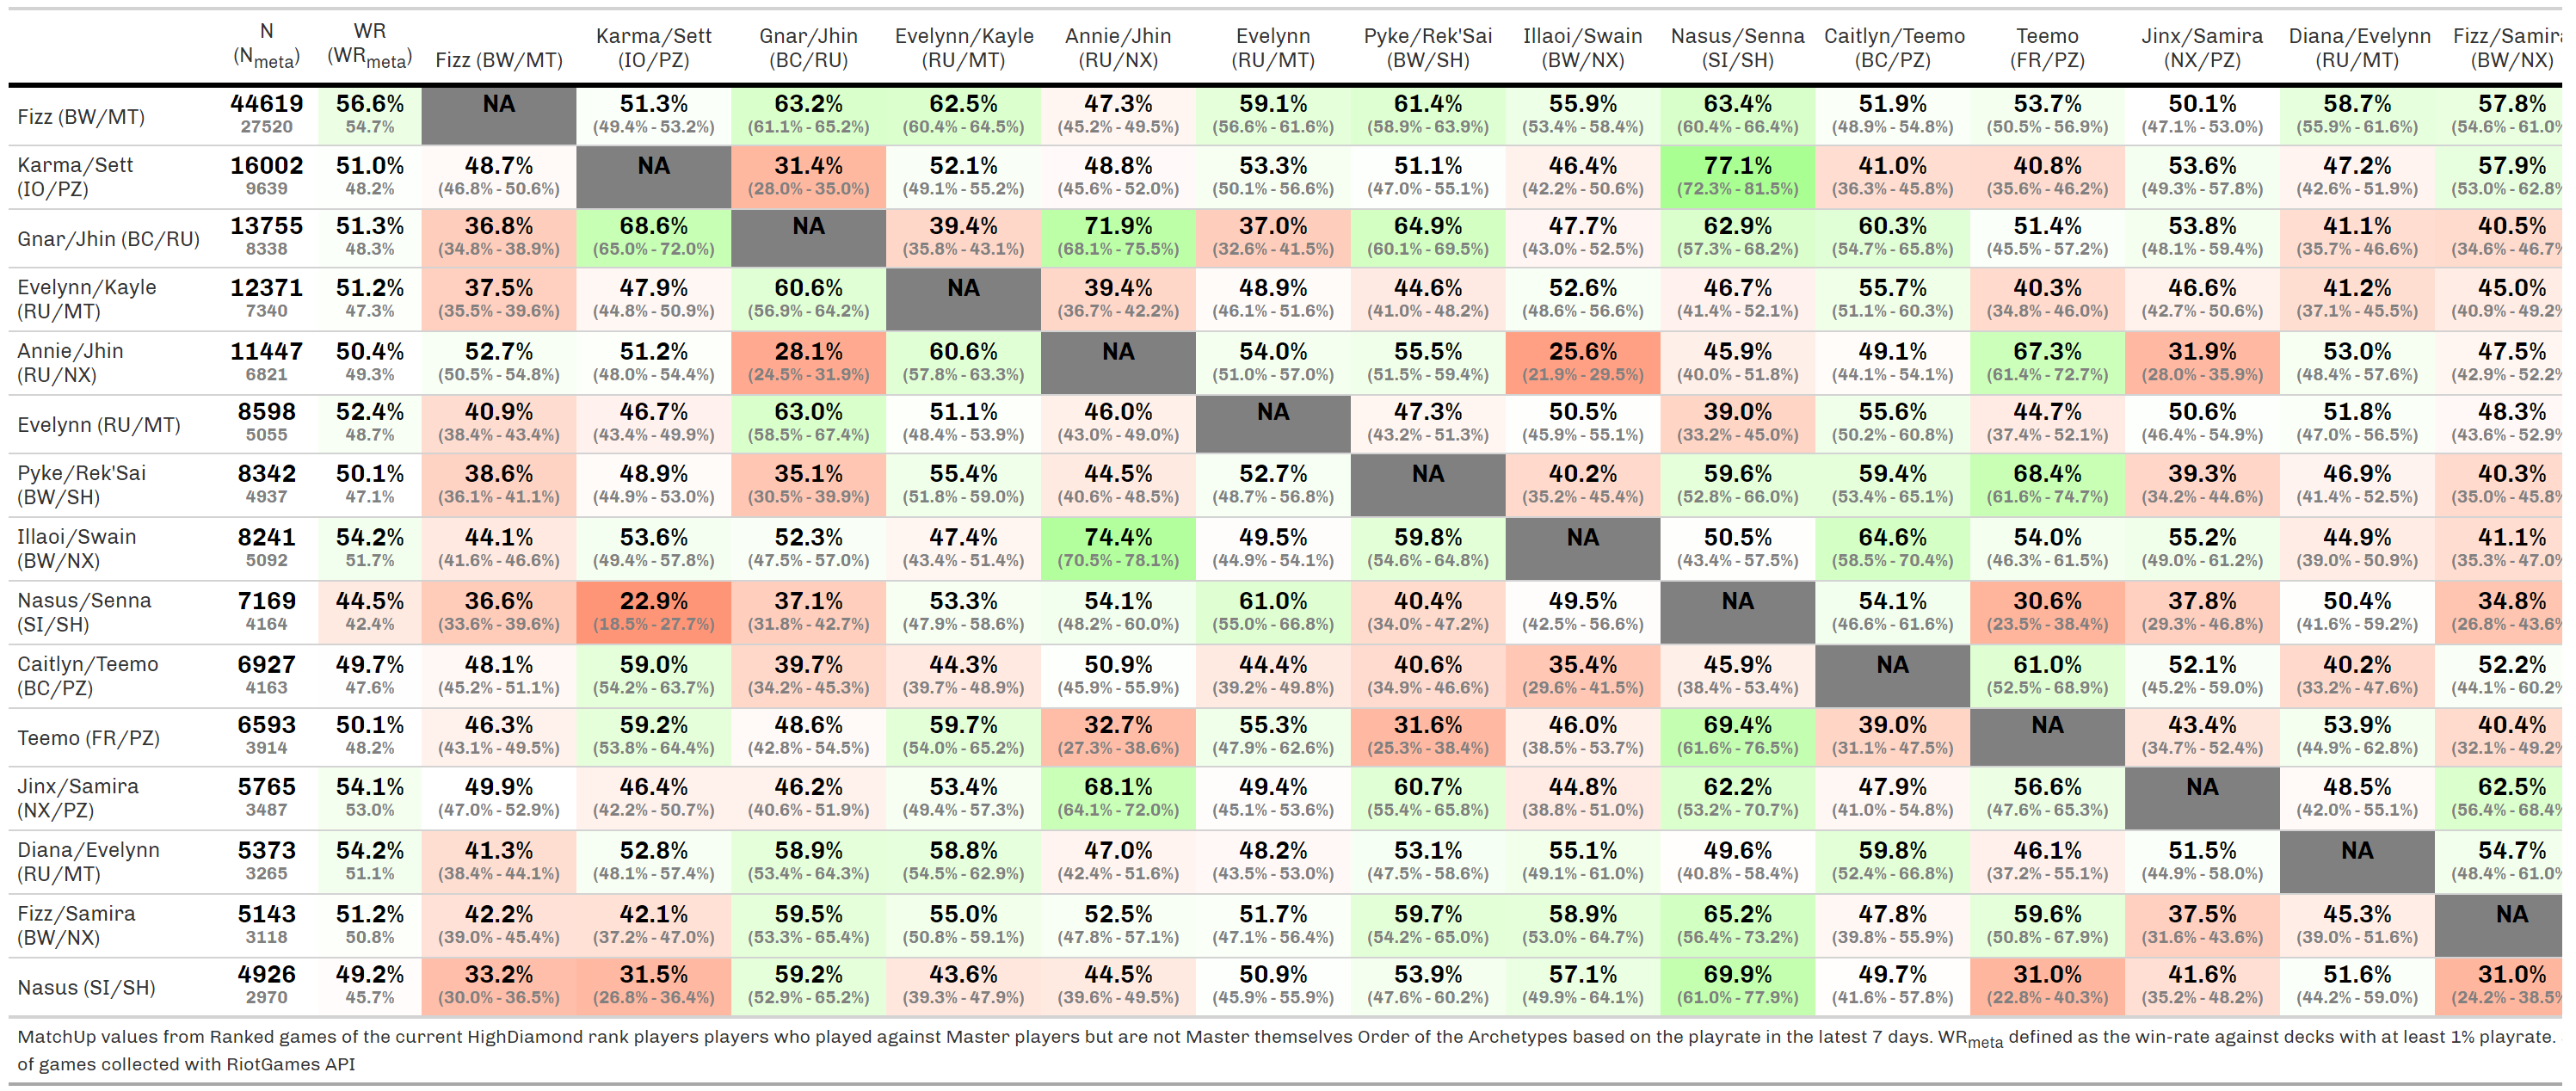 N WR Karma/Sett Gnar/Jhin Evelynn/Kayle Annie/Jhin Evelynn Pyke/Rek'Sai Illaoi/Swain Nasus/Senna Caitlyn/Teemo Teemo Jinx/Samira Diana/Evelynn Fizz/Samira
(Nmeta) (WRmeta) Fizz (BW/MT) (IO/PZ) (BC/RU) (RU/MT) (RU/NX) (RU/MT) (BW/SH) (BW/NX) (SI/SH) (BC/PZ) (FR/PZ) (NX/PZ) (RU/MT) (BW/NX)
Fizz (BW/MT) 44619 56.6% NA 51.3% 63.2% 62.5% 47.3% 59.1% 61.4% 55.9% 63.4% 51.9% 53.7% 50.1% 58.7% 57.8%
27520 54.7% (49.4% - 53.2%) (61.1% - 65.2%) (60.4% - 64.5%) (45.2% - 49.5%) (56.6% - 61.6%) (58.9% - 63.9%) (53.4% - 58.4%) (60.4% - 66.4%) (48.9% - 54.8%) (50.5% - 56.9%) (47.1% - 53.0%) (55.9% - 61.6%) (54.6% - 61.0%
Karma/Sett 16002 51.0% 48.7% NA 31.4% 52.1% 48.8% 53.3% 51.1% 46.4% 77.1% 41.0% 40.8% 53.6% 47.2% 57.9%
(IO/PZ) 9639 48.2% (46.8% - 50.6%) (28.0% - 35.0%) (49.1% - 55.2%) (45.6% - 52.0%) (50.1% - 56.6%) (47.0% - 55.1%) (42.2% - 50.6%) (72.3% - 81.5%) (36.3% - 45.8%) (35.6% - 46.2%) (49.3% - 57.8%) (42.6% - 51.9%) (53.0% - 62.8%
Gnar/Jhin (BC/RU) 13755 51.3% 36.8% 68.6% NA 39.4% 71.9% 37.0% 64.9% 47.7% 62.9% 60.3% 51.4% 53.8% 41.1% 40.5%
8338 48.3% (34.8% - 38.9%) (65.0% - 72.0%) (35.8% - 43.1%) (68.1% - 75.5%) (32.6% - 41.5%) (60.1% - 69.5%) (43.0% - 52.5%) (57.3% - 68.2%) (54.7% - 65.8%) (45.5% - 57.2%) (48.1% - 59.4%) (35.7% - 46.6%) (34.6% - 46.7%
Evelynn/Kayle 12371 51.2% 37.5% 47.9% 60.6% NA 39.4% 48.9% 44.6% 52.6% 46.7% 55.7% 40.3% 46.6% 41.2% 45.0%
(RU/MT) 7340 47.3% (35.5% - 39.6%) (44.8% - 50.9%) (56.9% - 64.2%) (36.7% - 42.2%) (46.1% - 51.6%) (41.0% - 48.2%) (48.6% - 56.6%) (41.4% - 52.1%) (51.1% - 60.3%) (34.8% - 46.0%) (42.7% - 50.6%) (37.1% - 45.5%) (40.9% - 49.2%
Annie/Jhin 11447 50.4% 52.7% 51.2% 28.1% 60.6% NA 54.0% 55.5% 25.6% 45.9% 49.1% 67.3% 31.9% 53.0% 47.5%
(RU/NX) 6821 49.3% (50.5% - 54.8%) (48.0% - 54.4%) (24.5% - 31.9%) (57.8% - 63.3%) (51.0% - 57.0%) (51.5% - 59.4%) (21.9% - 29.5%) (40.0% - 51.8%) (44.1% - 54.1%) (61.4% - 72.7%) (28.0% - 35.9%) (48.4% - 57.6%) (42.9% - 52.2%
Evelynn (RU/MT) 8598 52.4% 40.9% 46.7% 63.0% 51.1% 46.0% NA 47.3% 50.5% 39.0% 55.6% 44.7% 50.6% 51.8% 48.3%
5055 48.7% (38.4% - 43.4%) (43.4% - 49.9%) (58.5% - 67.4%) (48.4% - 53.9%) (43.0% - 49.0%) (43.2% - 51.3%) (45.9% - 55.1%) (33.2% - 45.0%) (50.2% - 60.8%) (37.4% - 52.1%) (46.4% - 54.9%) (47.0% - 56.5%) (43.6% - 52.9%
Pyke/Rek'Sai 8342 50.1% 38.6% 48.9% 35.1% 55.4% 44.5% 52.7% NA 40.2% 59.6% 59.4% 68.4% 39.3% 46.9% 40.3%
(BW/SH) 4937 47.1% (36.1% - 41.1%) (44.9% - 53.0%) (30.5% - 39.9%) (51.8% - 59.0%) (40.6% - 48.5%) (48.7% - 56.8%) (35.2% - 45.4%) (52.8% - 66.0%) (53.4% - 65.1%) (61.6% - 74.7%) (34.2% - 44.6%) (41.4% - 52.5%) (35.0% - 45.8%
Illaoi/Swain 8241 54.2% 44.1% 53.6% 52.3% 47.4% 74.4% 49.5% 59.8% NA 50.5% 64.6% 54.0% 55.2% 44.9% 41.1%
(BW/NX) 5092 51.7% (41.6% - 46.6%) (49.4% - 57.8%) (47.5% - 57.0%) (43.4% - 51.4%) (70.5% - 78.1%) (44.9% - 54.1%) (54.6% - 64.8%) (43.4% - 57.5%) (58.5% - 70.4%) (46.3% - 61.5%) (49.0% - 61.2%) (39.0% - 50.9%) (35.3% - 47.0%
Nasus/Senna 7169 44.5% 36.6% 22.9% 37.1% 53.3% 54.1% 61.0% 40.4% 49.5% NA 54.1% 30.6% 37.8% 50.4% 34.8%
(SI/SH) 4164 42.4% (33.6% - 39.6%) (18.5% - 27.7%) (31.8% - 42.7%) (47.9% - 58.6%) (48.2% - 60.0%) (55.0% - 66.8%) (34.0% - 47.2%) (42.5% - 56.6%) (46.6% - 61.6%) (23.5% - 38.4%) (29.3% - 46.8%) (41.6% - 59.2%) (26.8% - 43.6%
Caitlyn/Teemo 6927 49.7% 48.1% 59.0% 39.7% 44.3% 50.9% 44.4% 40.6% 35.4% 45.9% NA 61.0% 52.1% 40.2% 52.2%
(BC/PZ) 4163 47.6% (45.2% - 51.1%) (54.2% - 63.7%) (34.2% - 45.3%) (39.7% - 48.9%) (45.9% - 55.9%) (39.2% - 49.8%) (34.9% - 46.6%) (29.6% - 41.5%) (38.4% - 53.4%) (52.5% - 68.9%) (45.2% - 59.0%) (33.2% - 47.6%) (44.1% - 60.2%
Teemo (FR/PZ) 6593 50.1% 46.3% 59.2% 48.6% 59.7% 32.7% 55.3% 31.6% 46.0% 69.4% 39.0% NA 43.4% 53.9% 40.4%
3914 48.2% (43.1% - 49.5%) (53.8% - 64.4%) (42.8% - 54.5%) (54.0% - 65.2%) (27.3% - 38.6%) (47.9% - 62.6%) (25.3% - 38.4%) (38.5% - 53.7%) (61.6% - 76.5%) (31.1% - 47.5%) (34.7% - 52.4%) (44.9% - 62.8%) (32.1% - 49.2%
Jinx/Samira 5765 54.1% 49.9% 46.4% 46.2% 53.4% 68.1% 49.4% 60.7% 44.8% 62.2% 47.9% 56.6% NA 48.5% 62.5%
(NX/PZ) 3487 53.0% (47.0% - 52.9%) (42.2% - 50.7%) (40.6% - 51.9%) (49.4% - 57.3%) (64.1% - 72.0%) (45.1% - 53.6%) (55.4% - 65.8%) (38.8% - 51.0%) (53.2% - 70.7%) (41.0% - 54.8%) (47.6% - 65.3%) (42.0% - 55.1%) (56.4% - 68.4%
Diana/Evelynn 5373 54.2% 41.3% 52.8% 58.9% 58.8% 47.0% 48.2% 53.1% 55.1% 49.6% 59.8% 46.1% 51.5% NA 54.7%
(RU/MT) 3265 51.1% (38.4% - 44.1%) (48.1% - 57.4%) (53.4% - 64.3%) (54.5% - 62.9%) (42.4% - 51.6%) (43.5% - 53.0%) (47.5% - 58.6%) (49.1% - 61.0%) (40.8% - 58.4%) (52.4% - 66.8%) (37.2% - 55.1%) (44.9% - 58.0%) (48.4% - 61.0%
Fizz/Samira 5143 51.2% 42.2% 42.1% 59.5% 55.0% 52.5% 51.7% 59.7% 58.9% 65.2% 47.8% 59.6% 37.5% 45.3% NA
(BW/NX) 3118 50.8% (39.0% - 45.4%) (37.2% - 47.0%) (53.3% - 65.4%) (50.8% - 59.1%) (47.8% - 57.1%) (47.1% - 56.4%) (54.2% - 65.0%) (53.0% - 64.7%) (56.4% - 73.2%) (39.8% - 55.9%) (50.8% - 67.9%) (31.6% - 43.6%) (39.0% - 51.6%)
Nasus (SI/SH) 4926 49.2% 33.2% 31.5% 59.2% 43.6% 44.5% 50.9% 53.9% 57.1% 69.9% 49.7% 31.0% 41.6% 51.6% 31.0%
2970 45.7% (30.0% - 36.5%) (26.8% - 36.4%) (52.9% - 65.2%) (39.3% - 47.9%) (39.6% - 49.5%) (45.9% - 55.9%) (47.6% - 60.2%) (49.9% - 64.1%) (61.0% - 77.9%) (41.6% - 57.8%) (22.8% - 40.3%) (35.2% - 48.2%) (44.2% - 59.0%) (24.2% - 38.5%
MatchUp values from Ranked games of the current HighDiamond rank players players who played against Master players but are not Master themselves Order of the Archetypes based on the playrate in the latest 7 days. WRmeta defined as the win-rate against decks with at least 1% playrate.
of games collected with RiotGames API